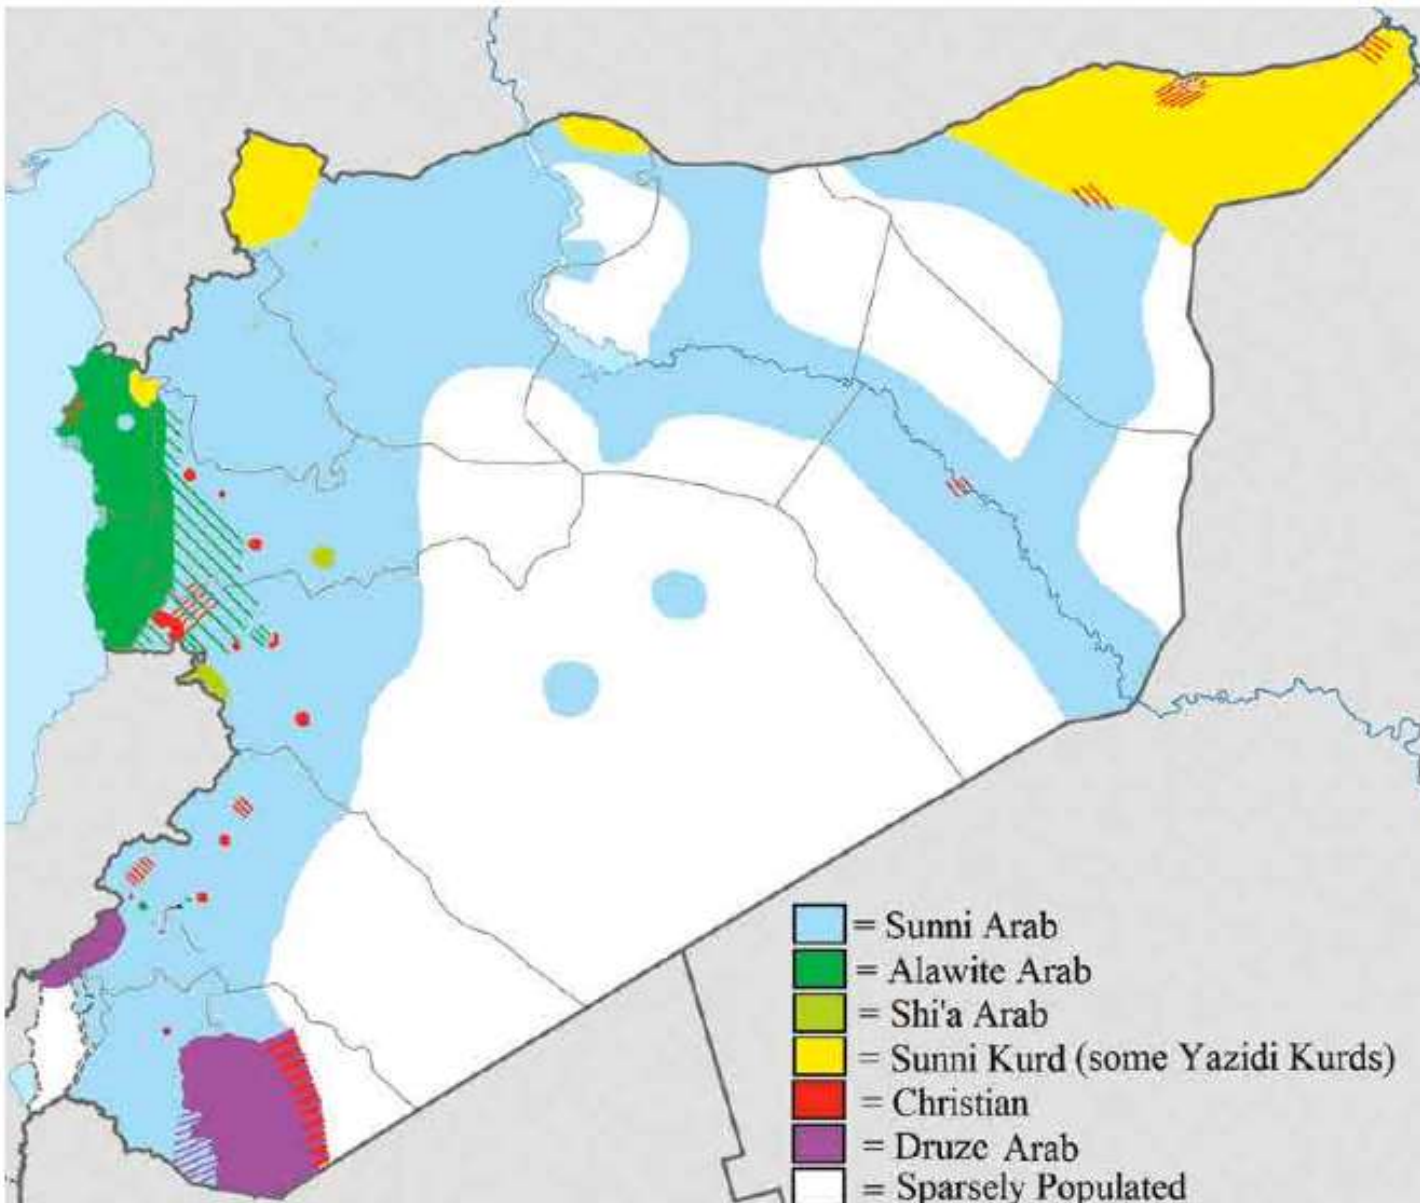 = Sunni Arab
= Alawite Arab
= Shi'a Arab
= Sunni Kurd (some Yazidi Kurds)
= Christian
= Druze Arab
= Sparsely Populated